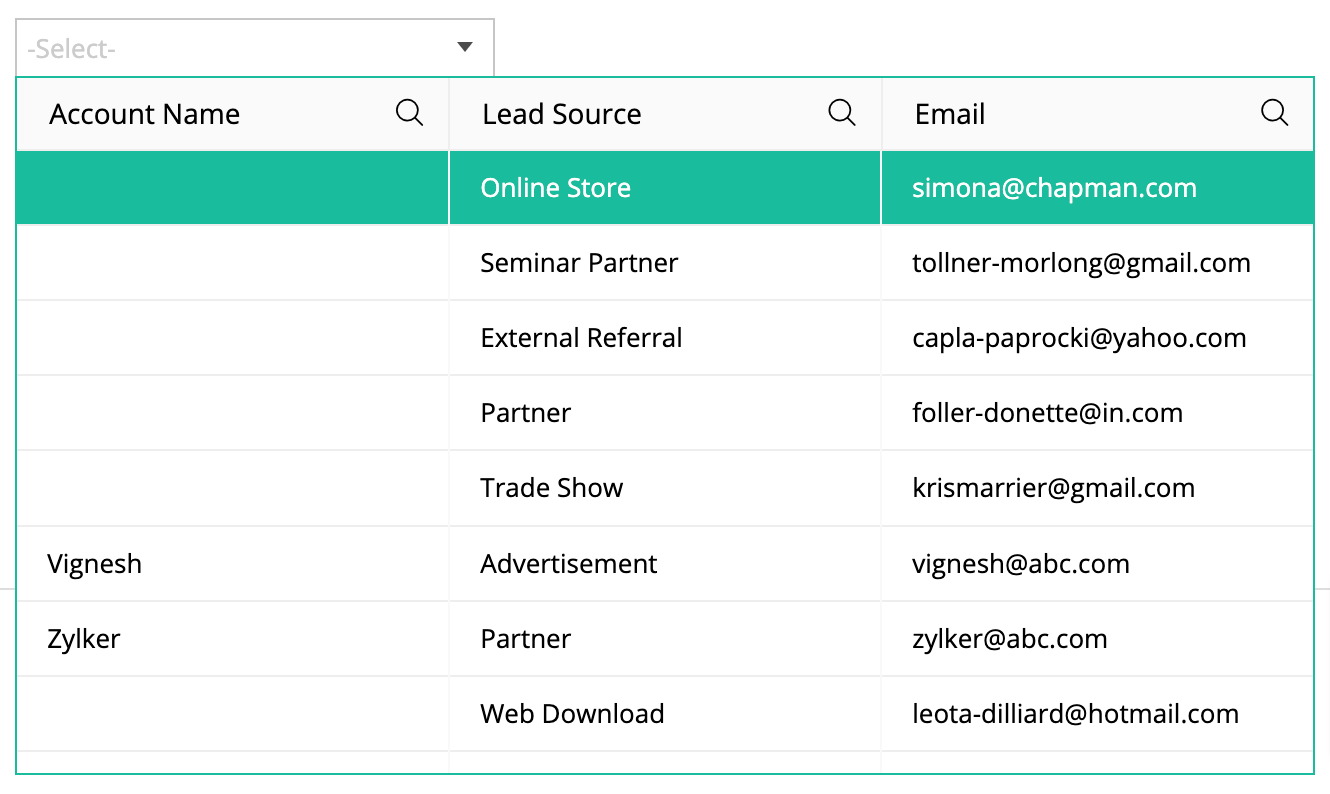 -Select-
Account Name Lead Source Email
Online Store simona@chapman.com
Seminar Partner tollner-morlong@gmail.com
External Referral capla-paprocki@yahoo.com
Partner foller-donette@in.com
Trade Show krismarrier@gmail.com
Vignesh Advertisement vignesh@abc.com
Zylker Partner zylker@abc.com
Web Download leota-dilliard@hotmail.com